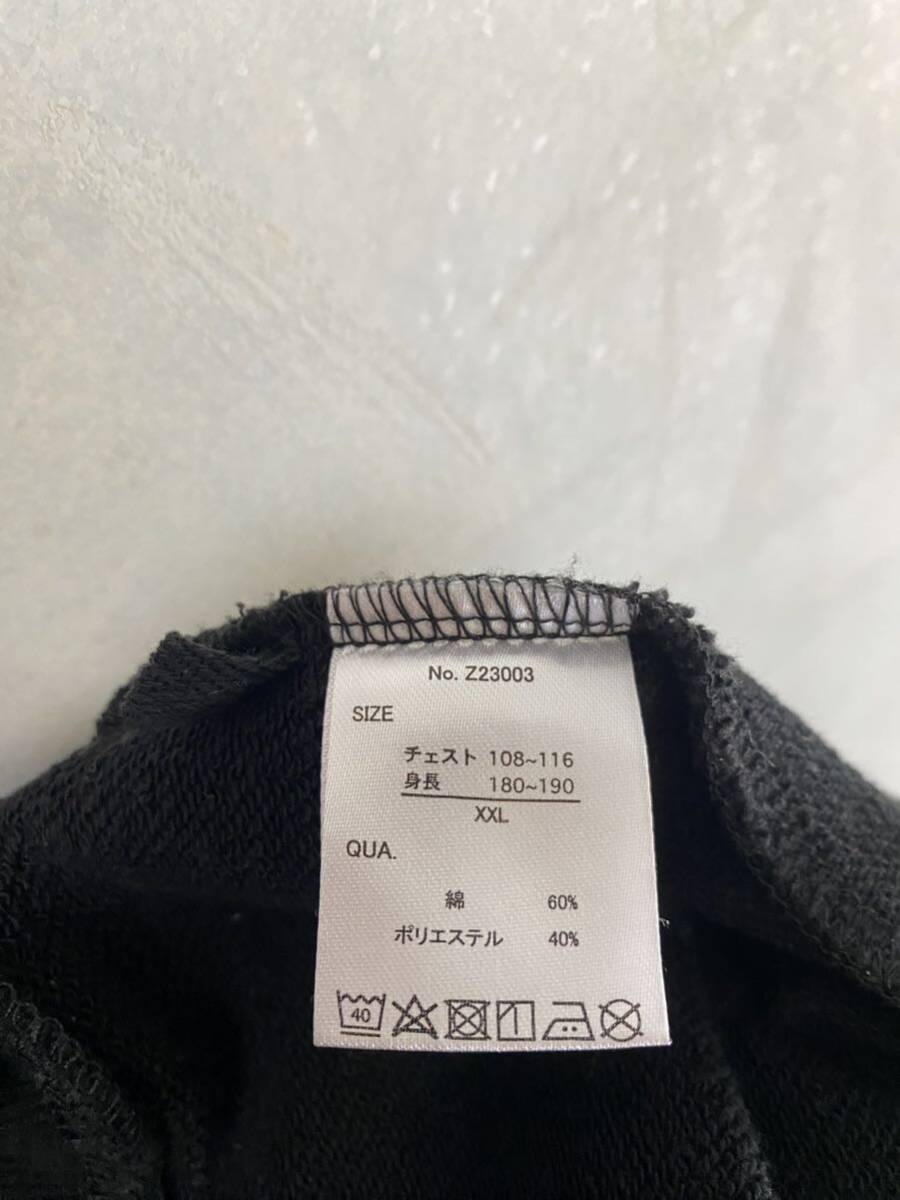 No. Z23003
SIZE
チェスト 108~116
身長 180~190
XXL
QUA.
綿 60%
ポリエステル 40%
40